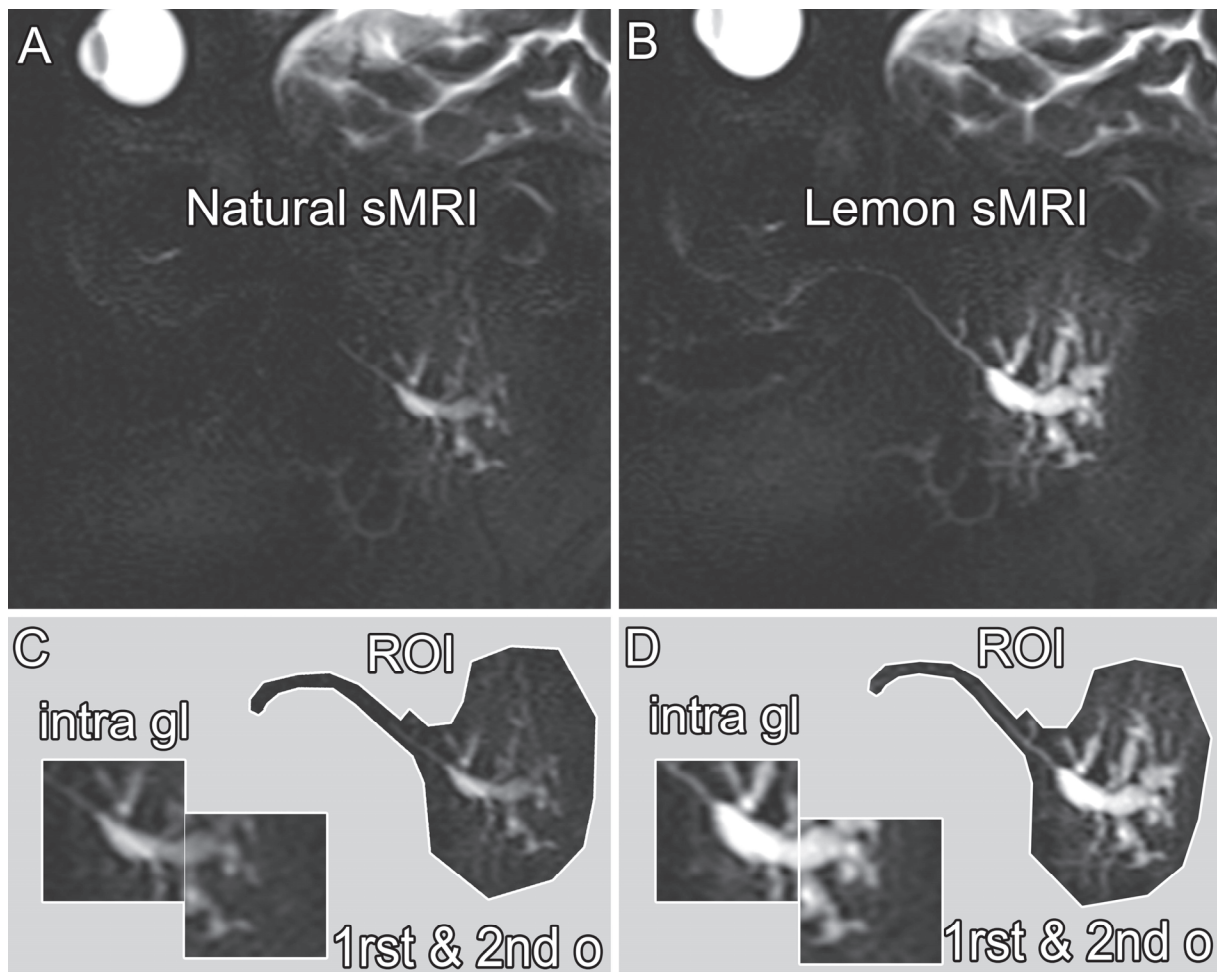 A
Natural sMRI
B
Lemon sMRI
C
ROI
intra gl
1rst & 2nd o
D
ROI
intra gl
1rst & 2nd o